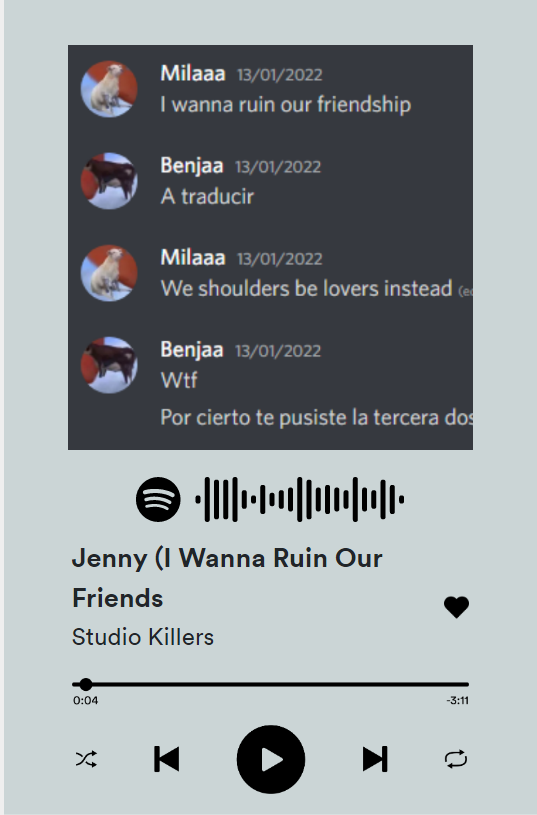 Milaaa 13/01/2022
I wanna ruin our friendship
Benjaa 13/01/2022
A traducir
Milaaa 13/01/2022
We shoulders be lovers instead
Benjaa 13/01/2022
Wtf
Por cierto te pusiste la tercera dos
Jenny (I Wanna Ruin Our
Friends
Studio Killers
0:04 -3:11